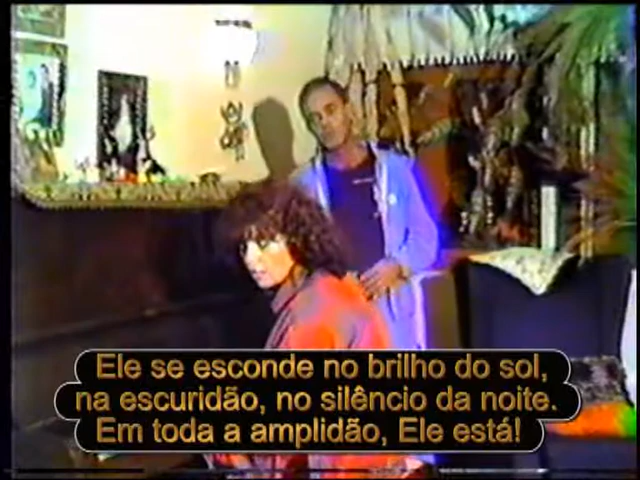 Ele se esconde no brilho do sol,
na escuridão, no silêncio da noite.
Em toda a amplidão, Ele está!